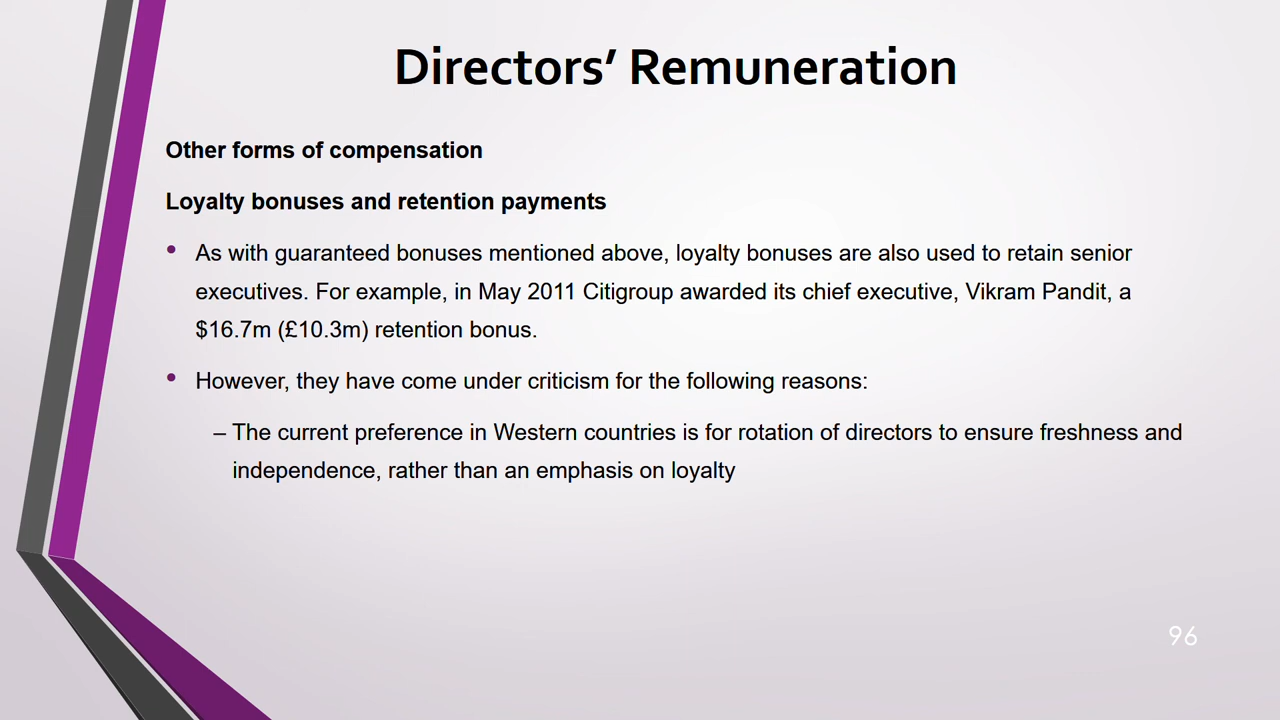 Directors’ Remuneration
Other forms of compensation
Loyalty bonuses and retention payments
• As with guaranteed bonuses mentioned above, loyalty bonuses are also used to retain senior
executives. For example, in May 2011 Citigroup awarded its chief executive, Vikram Pandit, a
$16.7m (£10.3m) retention bonus.
• However, they have come under criticism for the following reasons:
– The current preference in Western countries is for rotation of directors to ensure freshness and
independence, rather than an emphasis on loyalty
96